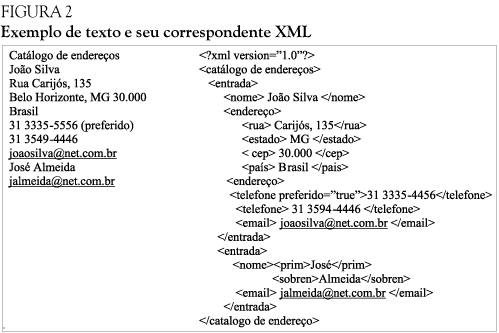 FIGURA 2
Exemplo de texto e seu correspondente XML
Catálogo de endereços
João Silva
Rua Carijós, 135
Belo Horizonte, MG 30.000
Brasil
31 3335-5556 (preferido)
31 3549-4446
joaosilva@net.com.br
José Almeida
jalmeida@net.com.br
<?xml version="1.0"?>
<catálogo de endereços>
<entrada>
<nome> João Silva </nome>
<endereço>
<rua> Carijós, 135</rua>
<estado> MG </estado>
< cep> 30.000 </cep>
<país> Brasil </pais>
<endereço>
<telefone preferido="true">31 3335-4456</telefone>
<telefone> 31 3594-4446 </telefone>
<email> joaosilva@net.com.br </email>
</entrada>
<entrada>
<nome><prim>José</prim>
<sobren>Almeida</sobren>
<email> jalmeida@net.com.br </email>
</entrada>
</catalogo de endereço>